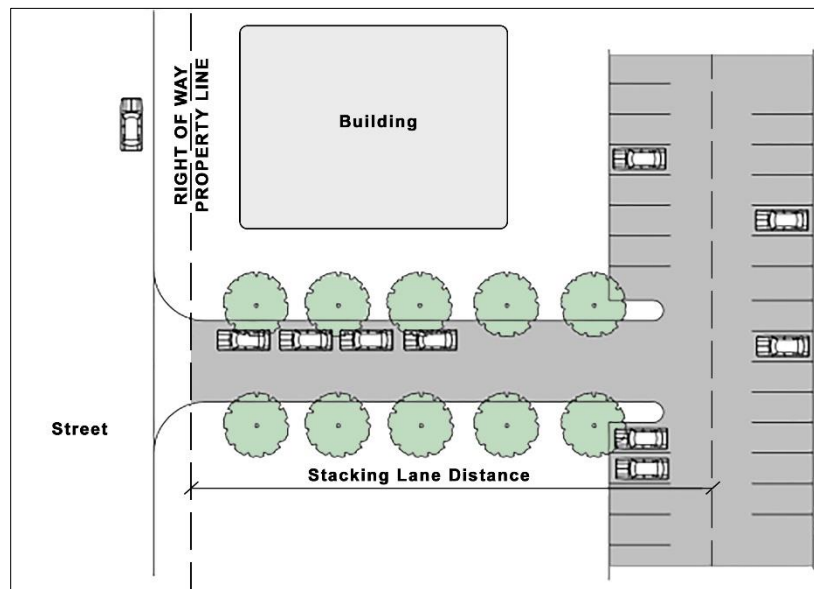 RIGHT OF WAY
PROPERTY LINE
Building
Street
Stacking Lane Distance